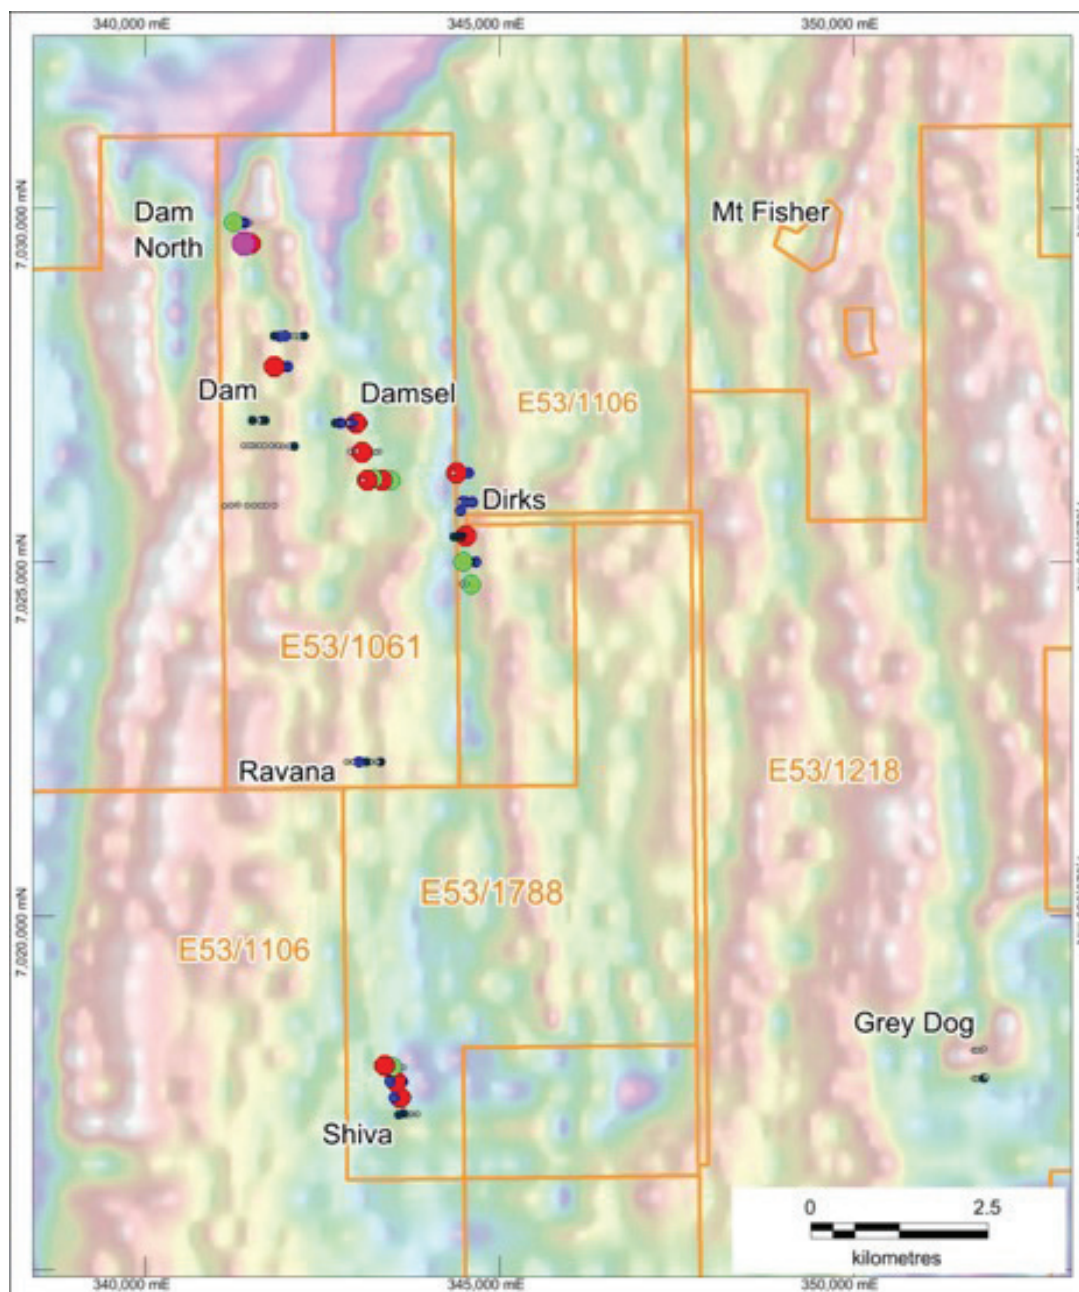 340,000 mE
345,000 mE
350,000 mE
7,030,000 mN
Dam
North
Mt Fisher
Dam
Damsel
E53/1106
Dirks
7,025,000 mN
E53/1061
Ravana
E53/1218
E53/1788
7,020,000 mN
E53/1106
Grey Dog
Shiva
0
2.5
kilometres
340,000 mE
345,000 mE
350,000 mE